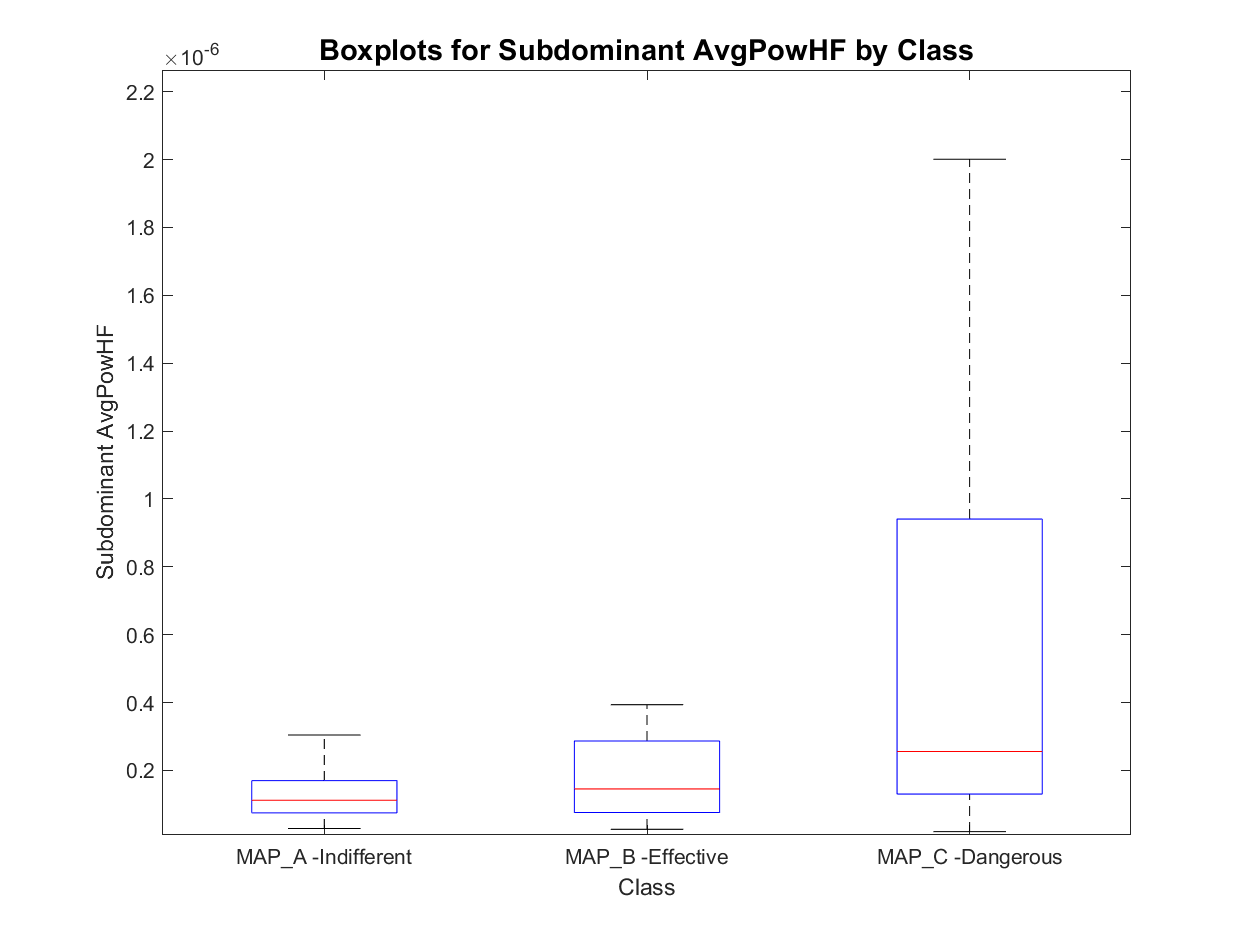 Boxplots for Subdominant AvgPowHF by Class
×10-6
2.2
2
1.8
1.6
1.4
1.2
1
0.8
0.6
0.4
0.2
Subdominant AvgPowHF
MAP_A -Indifferent
MAP_B -Effective
MAP_C -Dangerous
Class